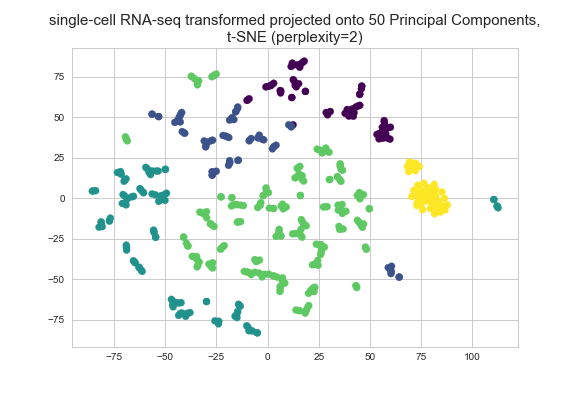 single-cell RNA-seq transformed projected onto 50 Principal Components,
t-SNE (perplexity=2)
75
50
25
0
−25
−50
−75
−75 −50 −25 0 25 50 75 100